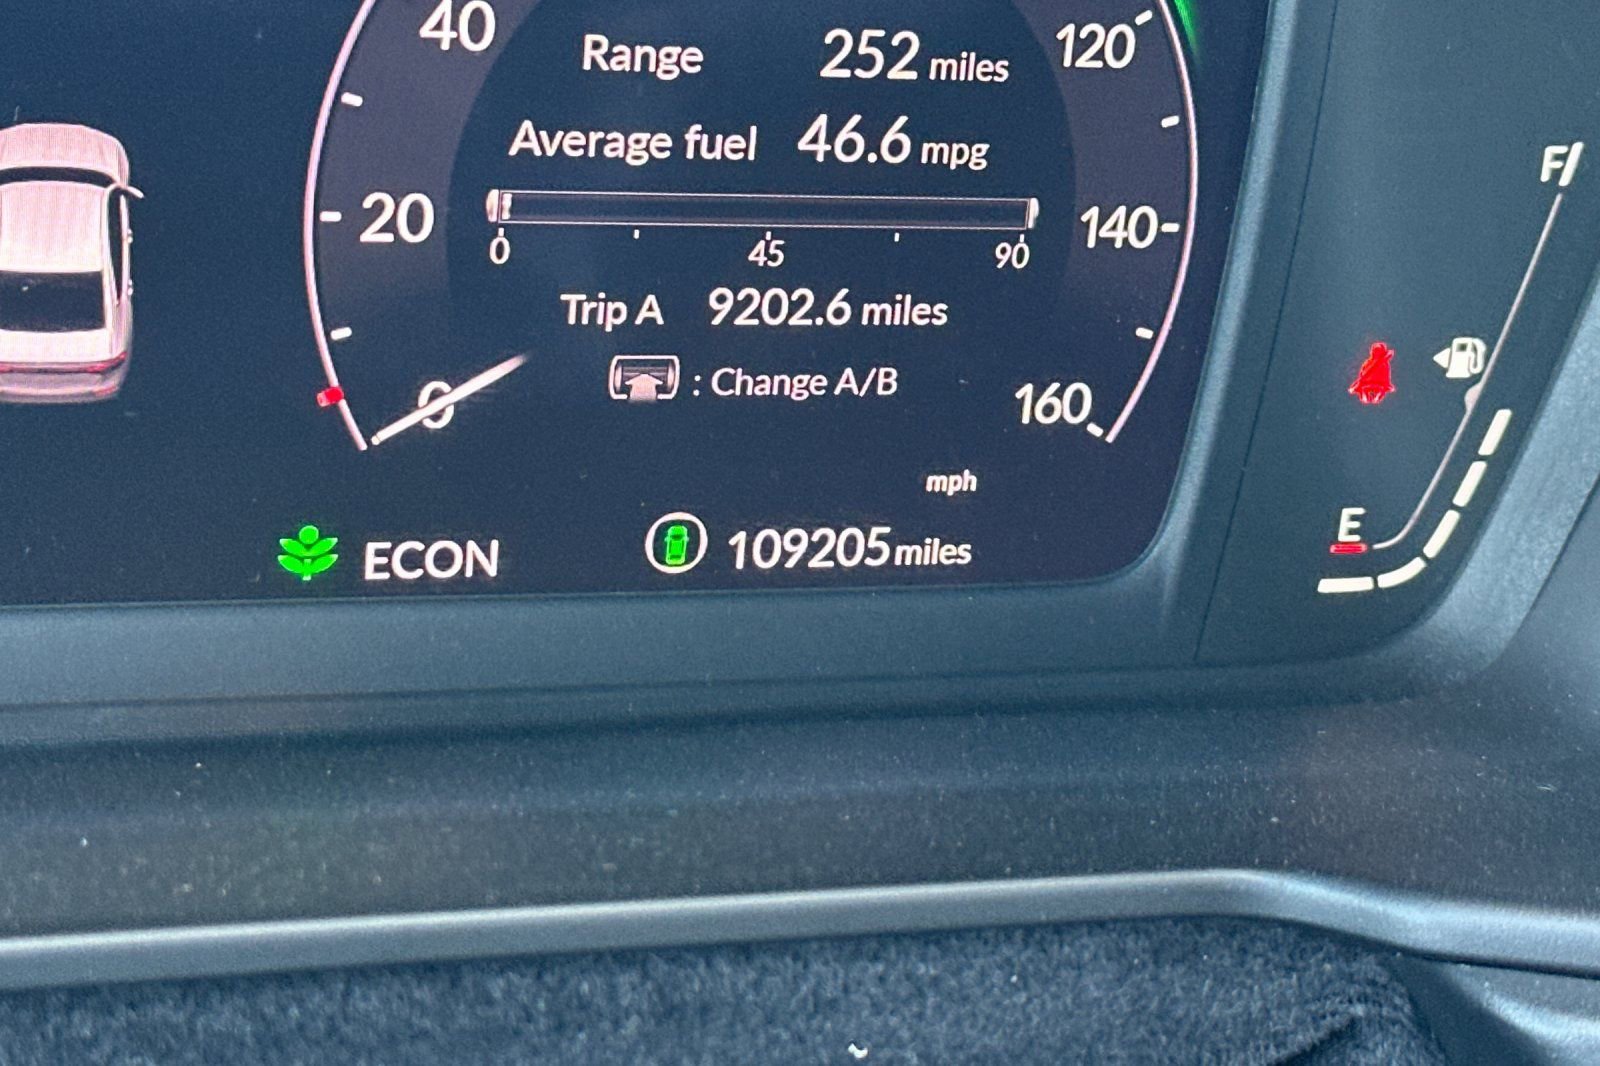 40
Range 252 miles
120
Average fuel 46.6 mpg
F
20
140
0 45 90
Trip A 9202.6 miles
: Change A/B
0
160
mph
E
ECON
109205 miles